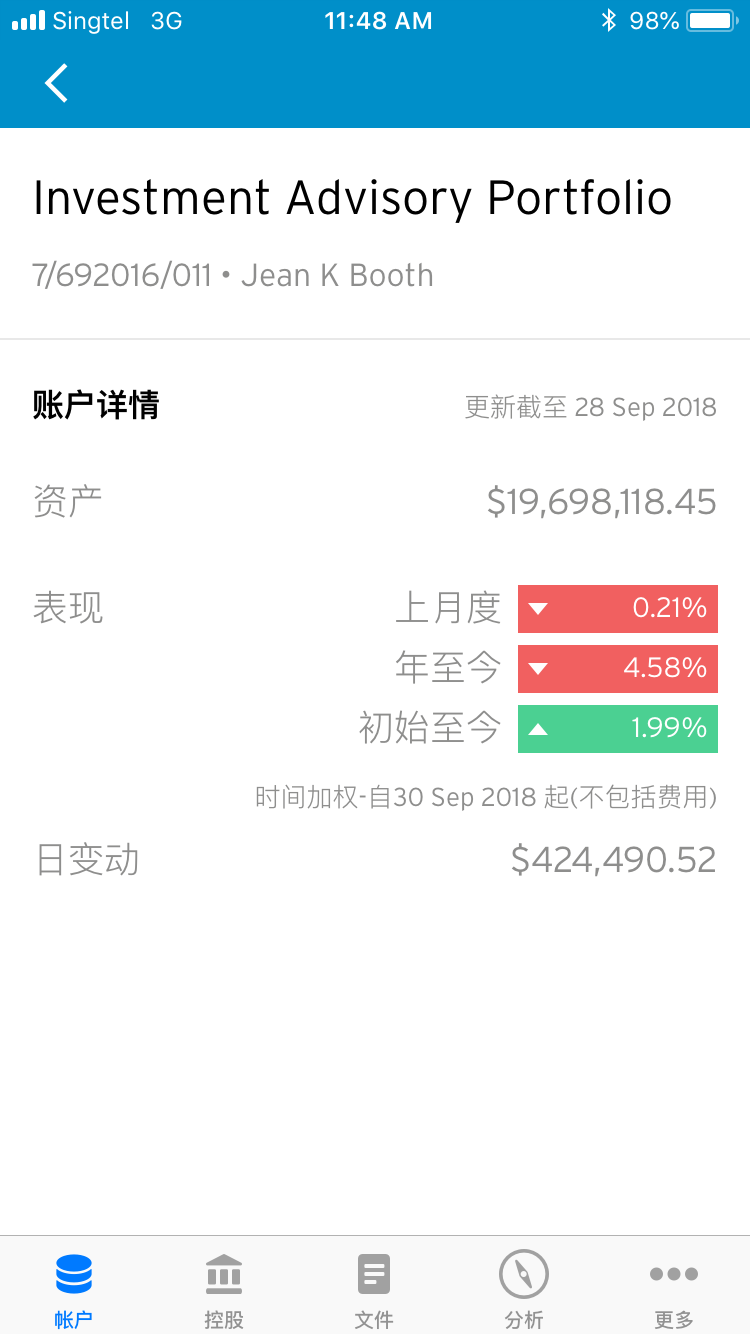 Singtel 3G 11:48 AM 98%
Investment Advisory Portfolio
7/692016/011 • Jean K Booth
账户详情 更新截至 28 Sep 2018
资产 $19,698,118.45
表现 上月度 0.21%
年至今 4.58%
初始至今 1.99%
时间加权-自30 Sep 2018 起(不包括费用)
日变动 $424,490.52
帐户 控股 文件 分析 更多